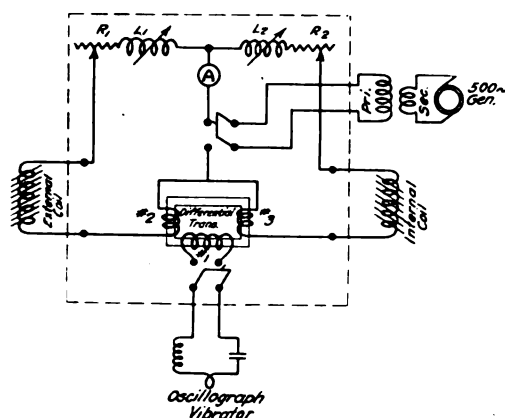 R1 L1 L2 R2
A
Pri. Sec. 500~
Gen.
External
Coil
#2 Differential
Trans. #3
#1
Internal
Coil
Oscillograph
Vibrator